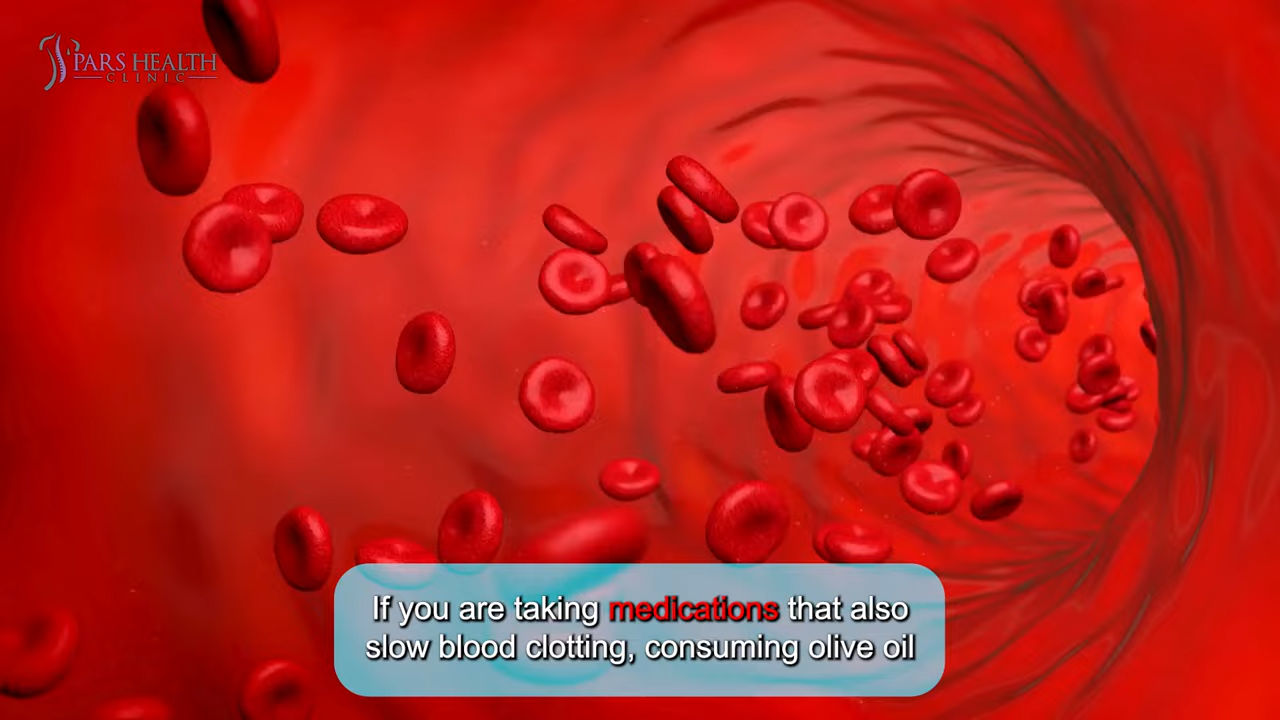 PARS HEALTH
CLINIC
If you are taking medications that also
slow blood clotting, consuming olive oil